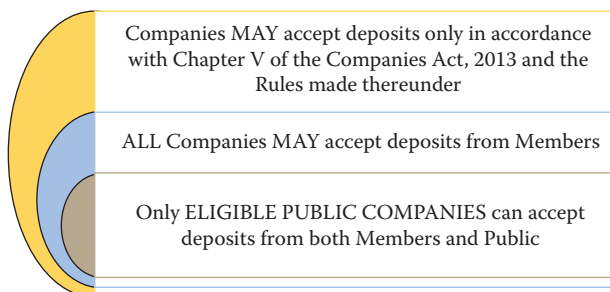 Companies MAY accept deposits only in accordance
with Chapter V of the Companies Act, 2013 and the
Rules made thereunder
ALL Companies MAY accept deposits from Members
Only ELIGIBLE PUBLIC COMPANIES can accept
deposits from both Members and Public